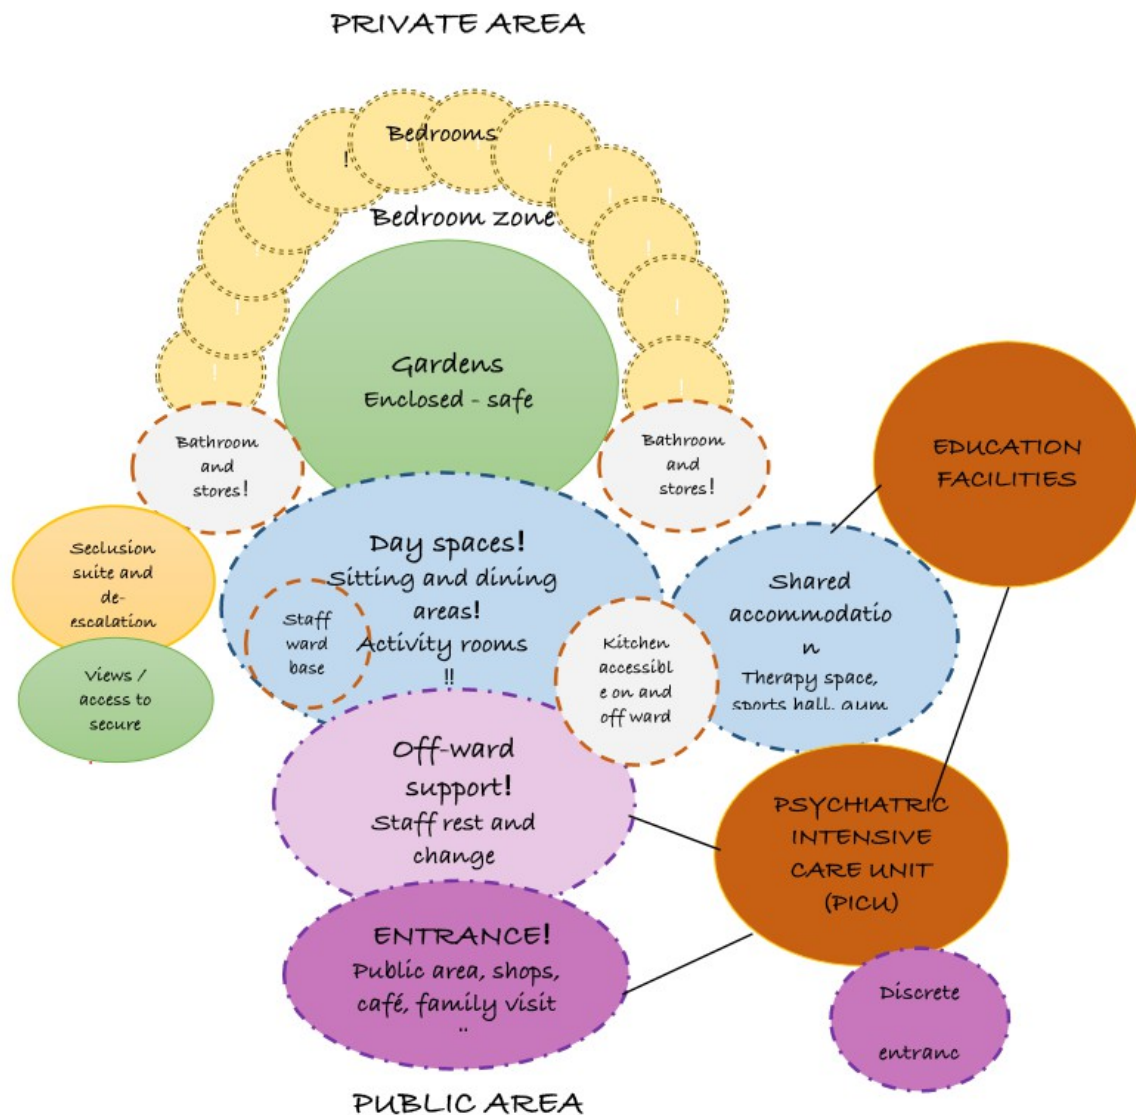 PRIVATE AREA
Bedrooms
!
Bedroom zone
Gardens
Enclosed - safe
Bathroom
and
stores!
Bathroom
and
stores!
EDUCATION
FACILITIES
Seclusion
suite and
de-
escalation
Views /
access to
secure
Day spaces!
Sitting and dining
areas!
Activity rooms
!!
Staff
ward
base
Kitchen
accessibl
e on and
off ward
Shared
accommodatio
n
Therapy space,
sports hall, gym
Off-ward
support!
Staff rest and
change
PSYCHIATRIC
INTENSIVE
CARE UNIT
(PICU)
ENTRANCE!
Public area, shops,
café, family visit
Discrete
entranc
PUBLIC AREA